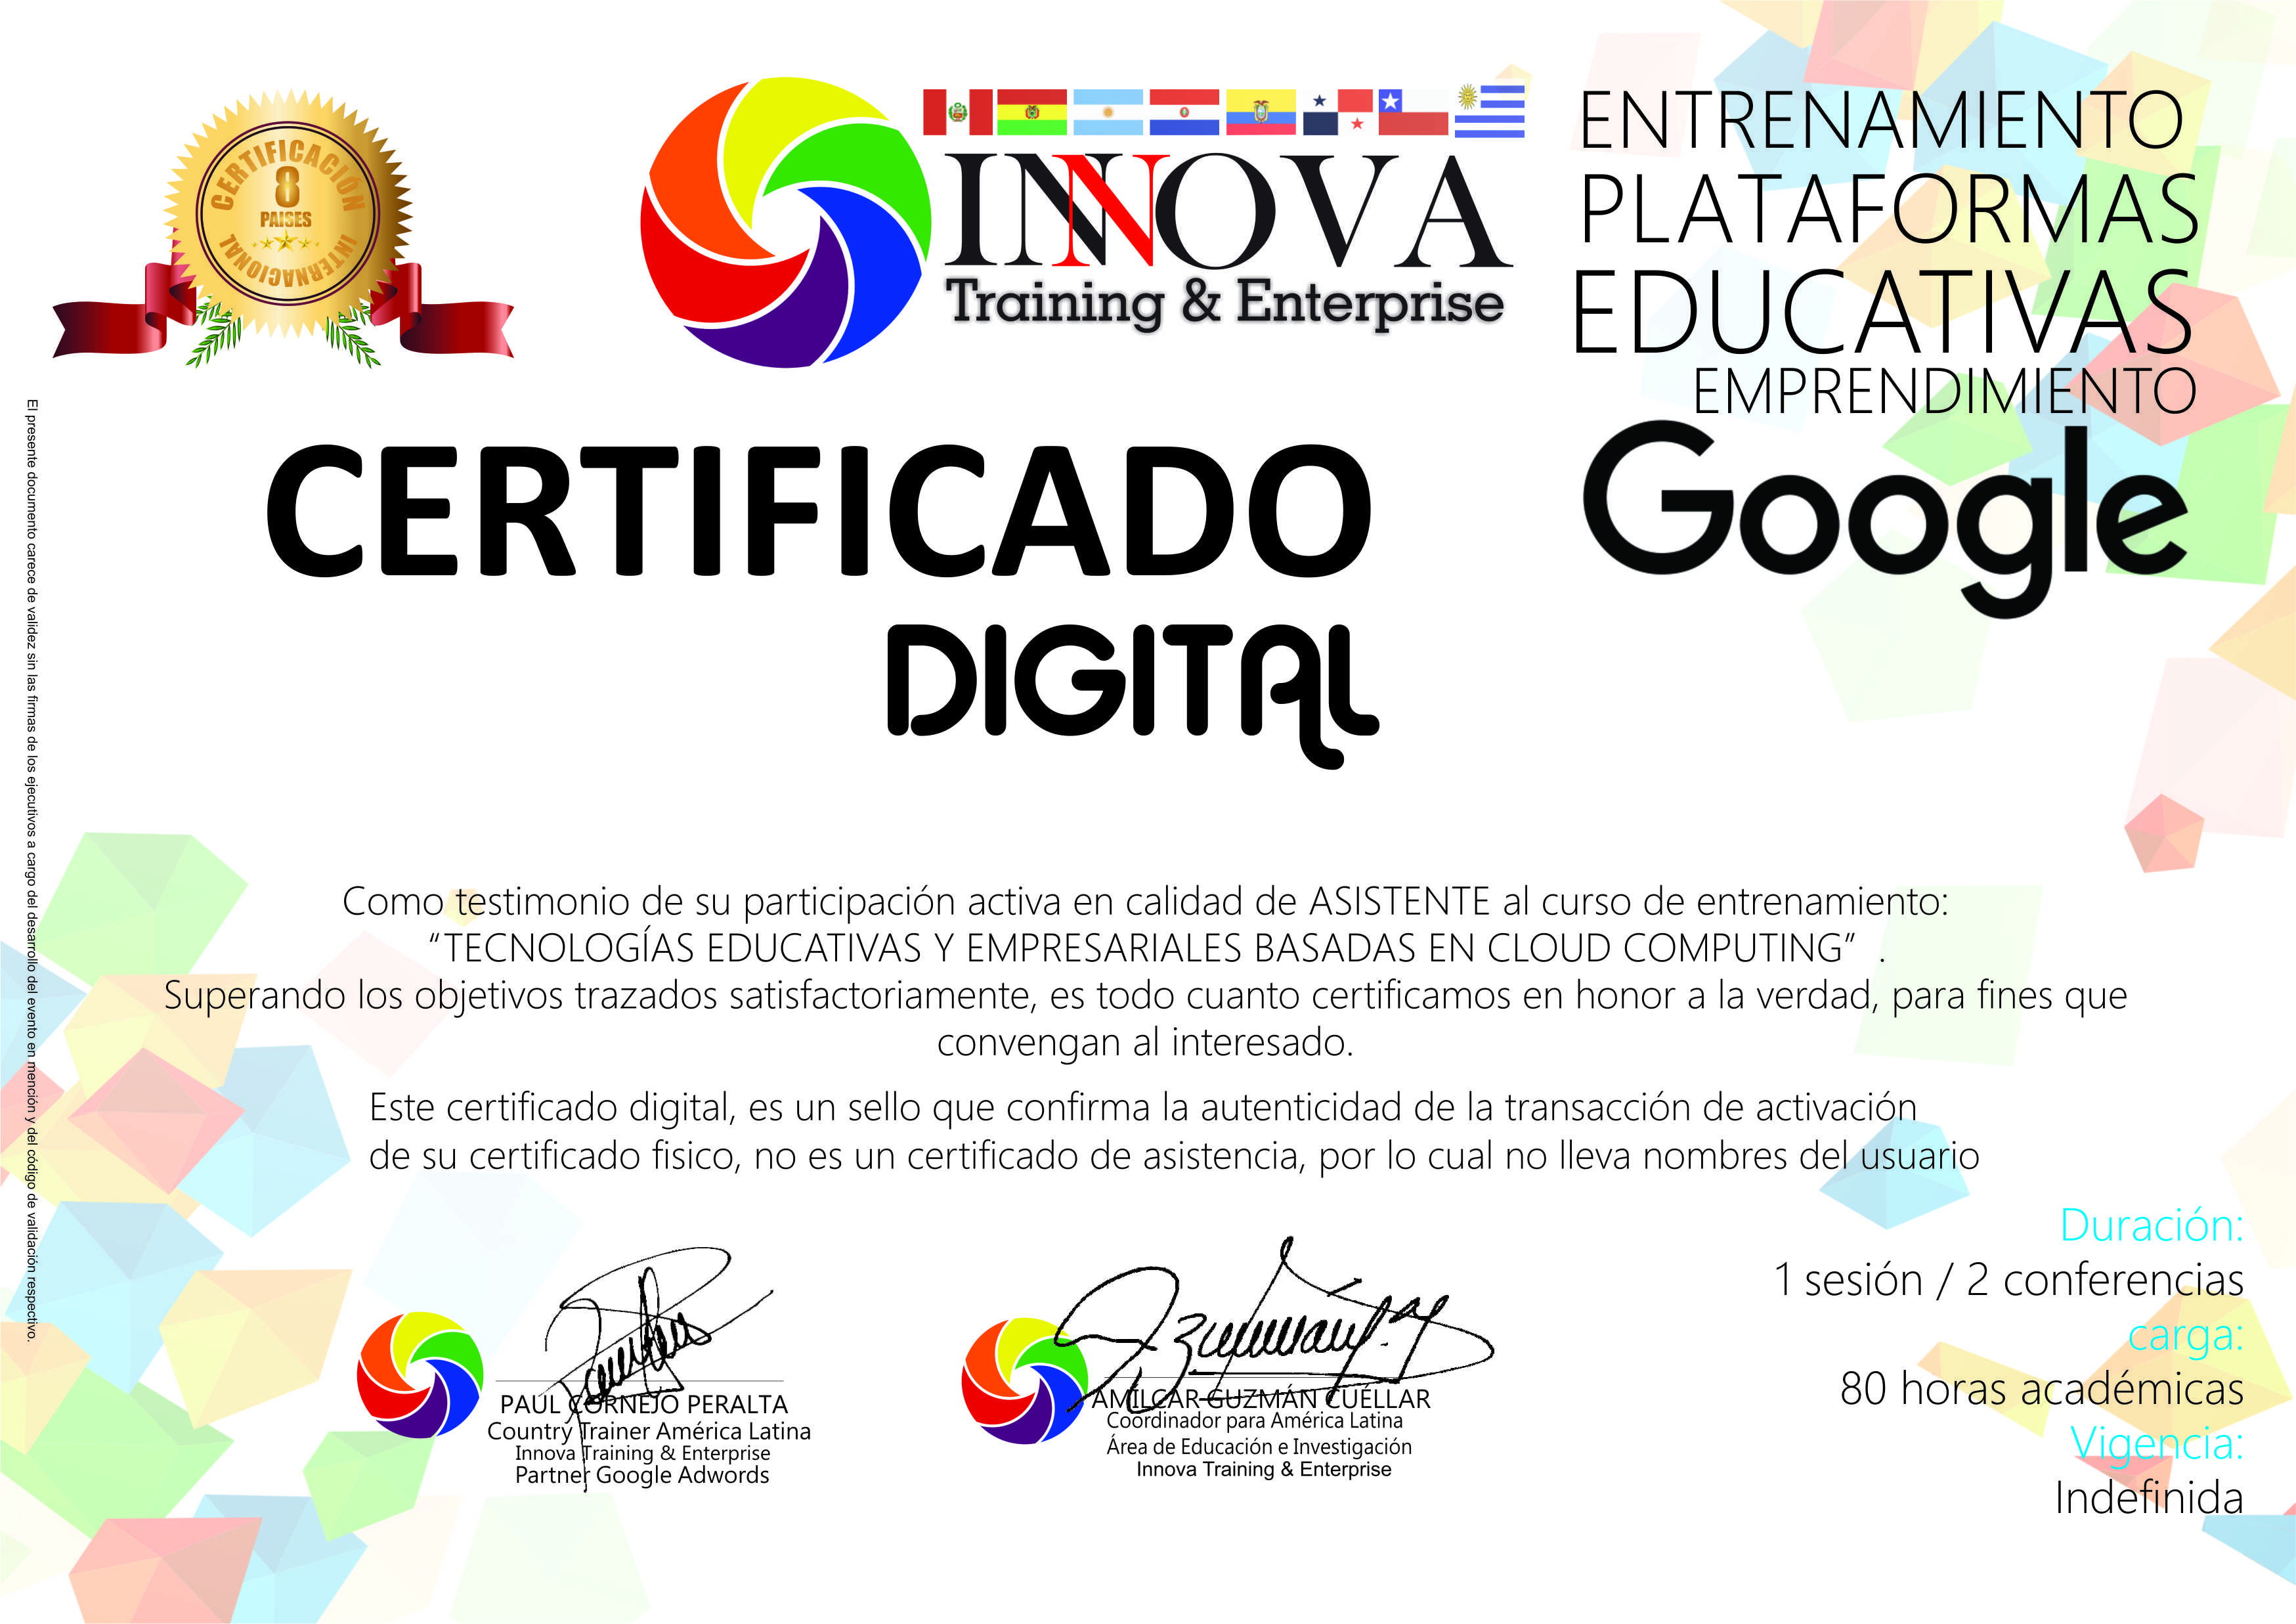 CERTIFICACIÓN
8
PAISES
INTERNACIONAL
INNOVA
Training & Enterprise
ENTRENAMIENTO
PLATAFORMAS
EDUCATIVAS
EMPRENDIMIENTO
Google
CERTIFICADO
DIGITAL
El presente documento carece de validez sin las firmas de los ejecutivos a cargo del desarrollo del evento en mención y del código de validación respectivo.
Como testimonio de su participación activa en calidad de ASISTENTE al curso de entrenamiento:
“TECNOLOGÍAS EDUCATIVAS Y EMPRESARIALES BASADAS EN CLOUD COMPUTING” .
Superando los objetivos trazados satisfactoriamente, es todo cuanto certificamos en honor a la verdad, para fines que
convengan al interesado.
Este certificado digital, es un sello que confirma la autenticidad de la transacción de activación
de su certificado fisico, no es un certificado de asistencia, por lo cual no lleva nombres del usuario
PAUL CORNEJO PERALTA
Country Trainer América Latina
Innova Training & Enterprise
Partner Google Adwords
AMILCAR GUZMÁN CUÉLLAR
Coordinador para América Latina
Área de Educación e Investigación
Innova Training & Enterprise
Duración:
1 sesión / 2 conferencias
carga:
80 horas académicas
Vigencia:
Indefinida